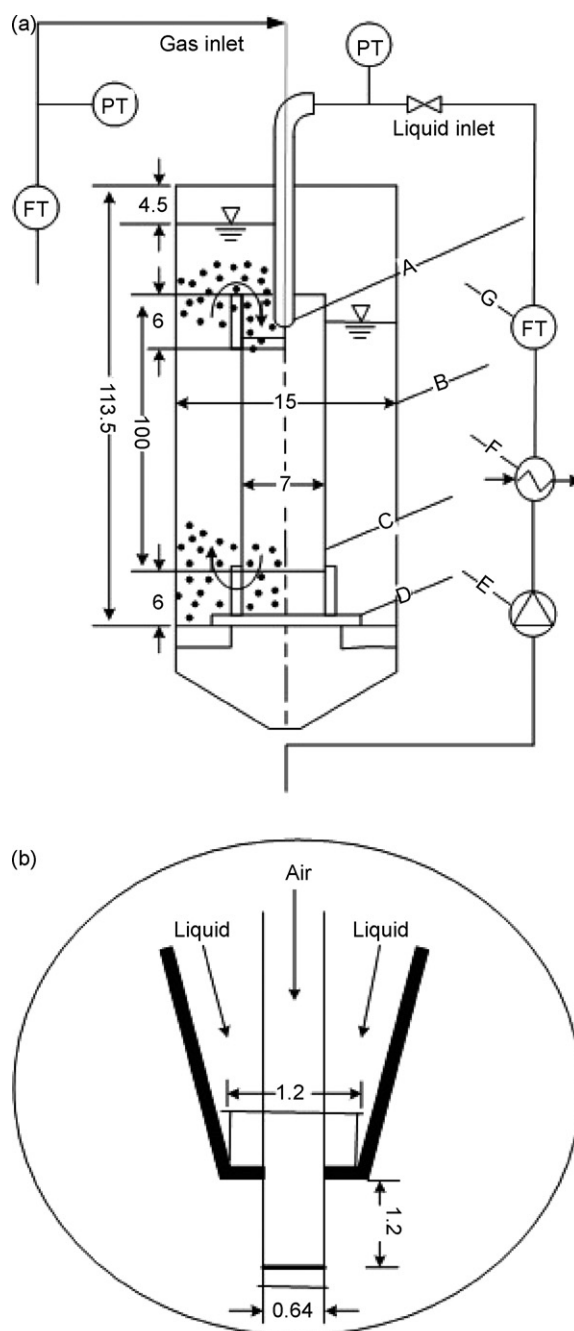 (a)
Gas inlet
PT
PT
Liquid inlet
FT
4.5
A
G
FT
6
B
113.5
100
15
F
7
C
D
E
6
(b)
Air
Liquid
Liquid
1.2
1.2
0.64